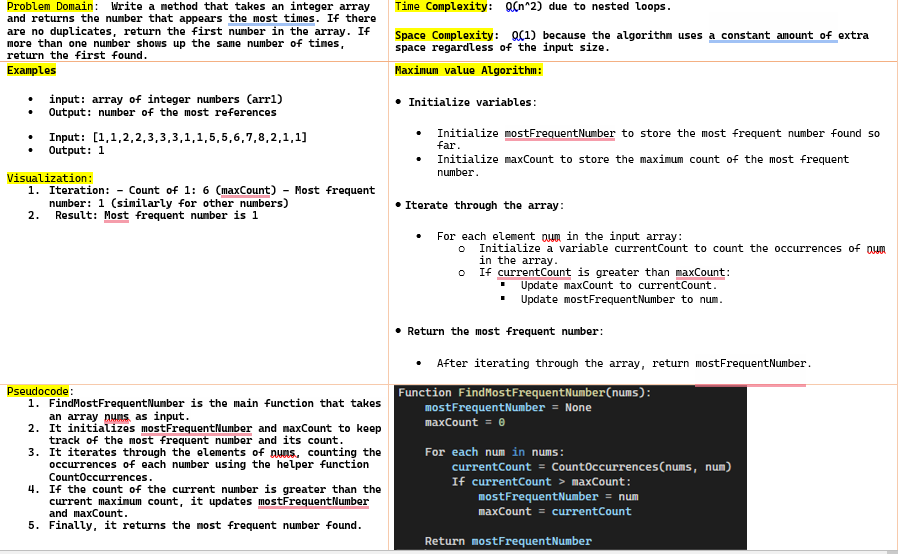 Problem Domain:  Write a method that takes an integer array
and returns the number that appears the most times. If there
are no duplicates, return the first number in the array. If
more than one number shows up the same number of times,
return the first found.
Time Complexity:  O(n^2) due to nested loops.
Space Complexity:  O(1) because the algorithm uses a constant amount of extra
space regardless of the input size.
Examples
• input: array of integer numbers (arr1)
• Output: number of the most references
• Input: [1,1,2,2,3,3,3,1,1,5,5,6,7,8,2,1,1]
• Output: 1
Visualization:
1. Iteration: – Count of 1: 6 (maxCount) – Most frequent
number: 1 (similarly for other numbers)
2. Result: Most frequent number is 1
Maximum value Algorithm:
• Initialize variables:
• Initialize mostFrequentNumber to store the most frequent number found so
far.
• Initialize maxCount to store the maximum count of the most frequent
number.
• Iterate through the array:
• For each element num in the input array:
o Initialize a variable currentCount to count the occurrences of num
in the array.
o If currentCount is greater than maxCount:
▪ Update maxCount to currentCount.
▪ Update mostFrequentNumber to num.
• Return the most frequent number:
• After iterating through the array, return mostFrequentNumber.
Pseudocode:
1. FindMostFrequentNumber is the main function that takes
an array nums as input.
2. It initializes mostFrequentNumber and maxCount to keep
track of the most frequent number and its count.
3. It iterates through the elements of nums, counting the
occurrences of each number using the helper function
CountOccurrences.
4. If the count of the current number is greater than the
current maximum count, it updates mostFrequentNumber
and maxCount.
5. Finally, it returns the most frequent number found.
Function FindMostFrequentNumber(nums):
mostFrequentNumber = None
maxCount = 0
For each num in nums:
currentCount = CountOccurrences(nums, num)
If currentCount > maxCount:
mostFrequentNumber = num
maxCount = currentCount
Return mostFrequentNumber